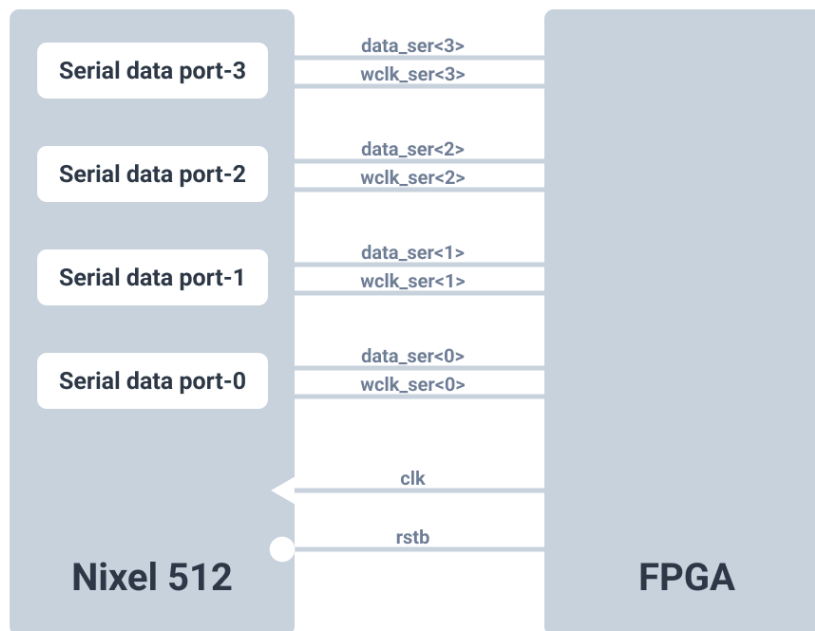 data_ser<3>
Serial data port-3
wclk_ser<3>
data_ser<2>
Serial data port-2
wclk_ser<2>
data_ser<1>
Serial data port-1
wclk_ser<1>
data_ser<0>
Serial data port-0
wclk_ser<0>
clk
rstb
Nixel 512
FPGA